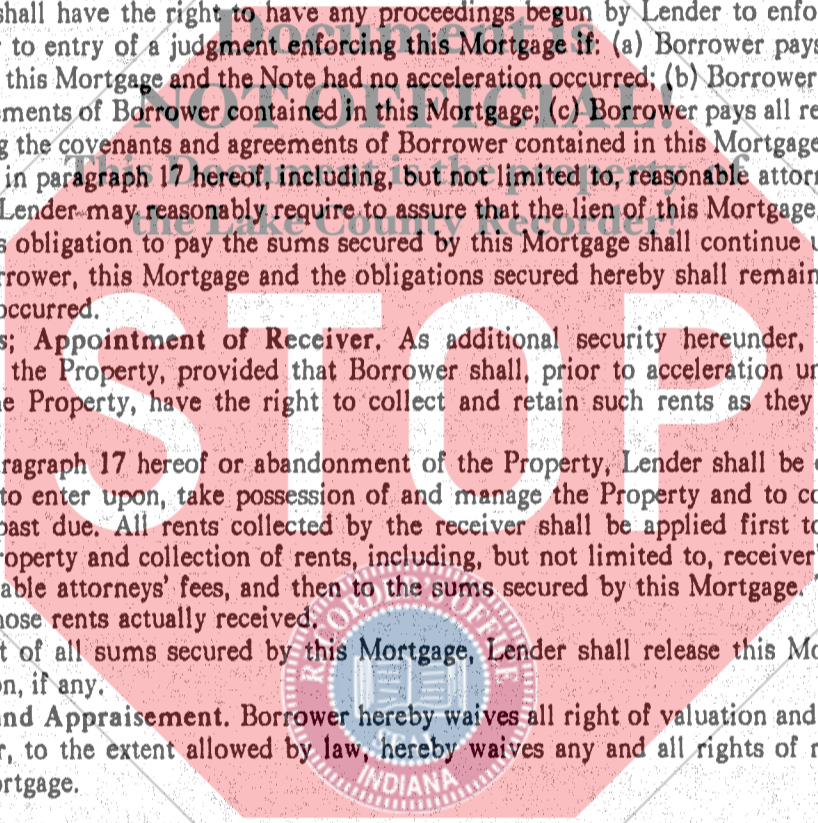 shall have the right to have any proceedings begun by Lender to enfo
to entry of a judgment enforcing this Mortgage if: (a) Borrower pays
this Mortgage and the Note had no acceleration occurred; (b) Borrower
ments of Borrower contained in this Mortgage; (c) Borrower pays all re
g the covenants and agreements of Borrower contained in this Mortgage
in paragraph 17 hereof, including, but not limited to, reasonable attorn
Lender may reasonably require to assure that the lien of this Mortgage,
s obligation to pay the sums secured by this Mortgage shall continue u
rrower, this Mortgage and the obligations secured hereby shall remain
occurred.
s; Appointment of Receiver. As additional security hereunder,
the Property, provided that Borrower shall, prior to acceleration un
e Property, have the right to collect and retain such rents as they
ragraph 17 hereof or abandonment of the Property, Lender shall be e
to enter upon, take possession of and manage the Property and to co
past due. All rents collected by the receiver shall be applied first to
roperty and collection of rents, including, but not limited to, receiver'
able attorneys' fees, and then to the sums secured by this Mortgage.
hose rents actually received.
t of all sums secured by this Mortgage, Lender shall release this Mo
on, if any.
and Appraisement. Borrower hereby waives all right of valuation and
r, to the extent allowed by law, hereby waives any and all rights of
ortgage.
Document is
NOT OFFICIAL!
This Document is the property of
the Lake County Recorder!
STOP
RECORDER'S OFFICE
SEAL
INDIANA